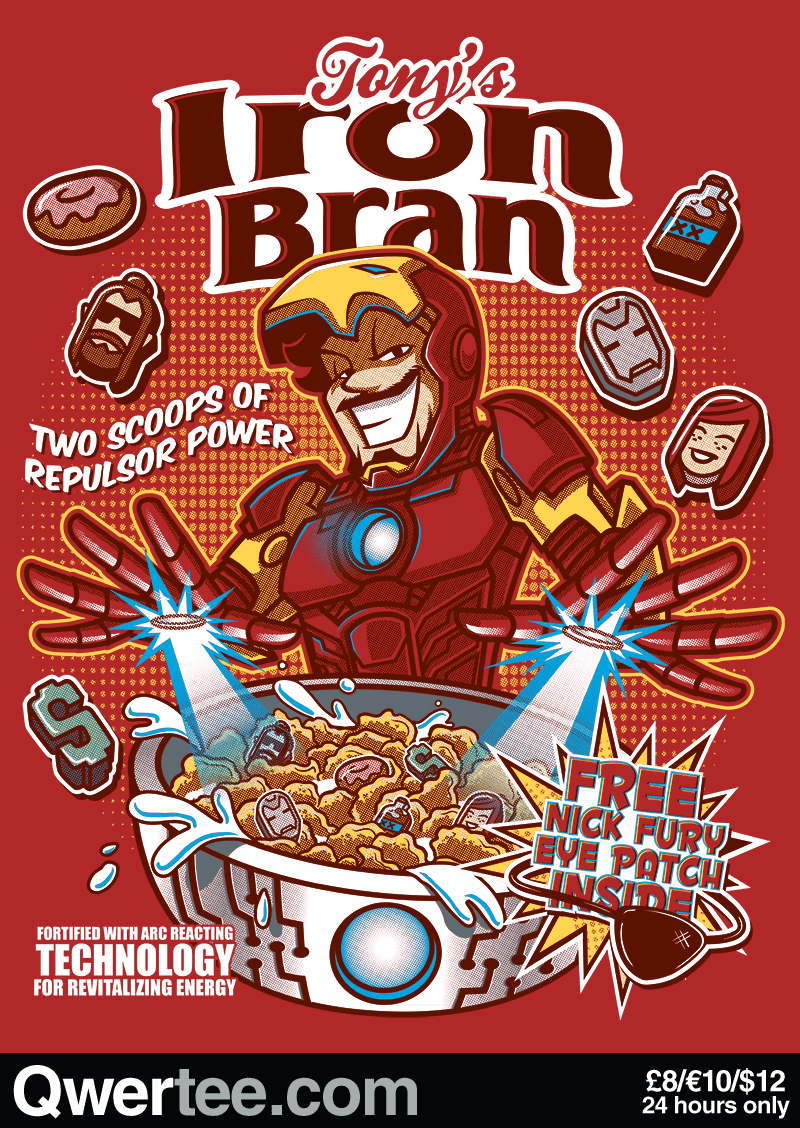 Tony's
Iron
Bran
XX
TWO SCOOPS OF
REPULSOR POWER
$
FREE
NICK FURY
EYE PATCH
INSIDE
FORTIFIED WITH ARC REACTING
TECHNOLOGY
FOR REVITALIZING ENERGY
Qwertee.com
£8/€10/$12
24 hours only